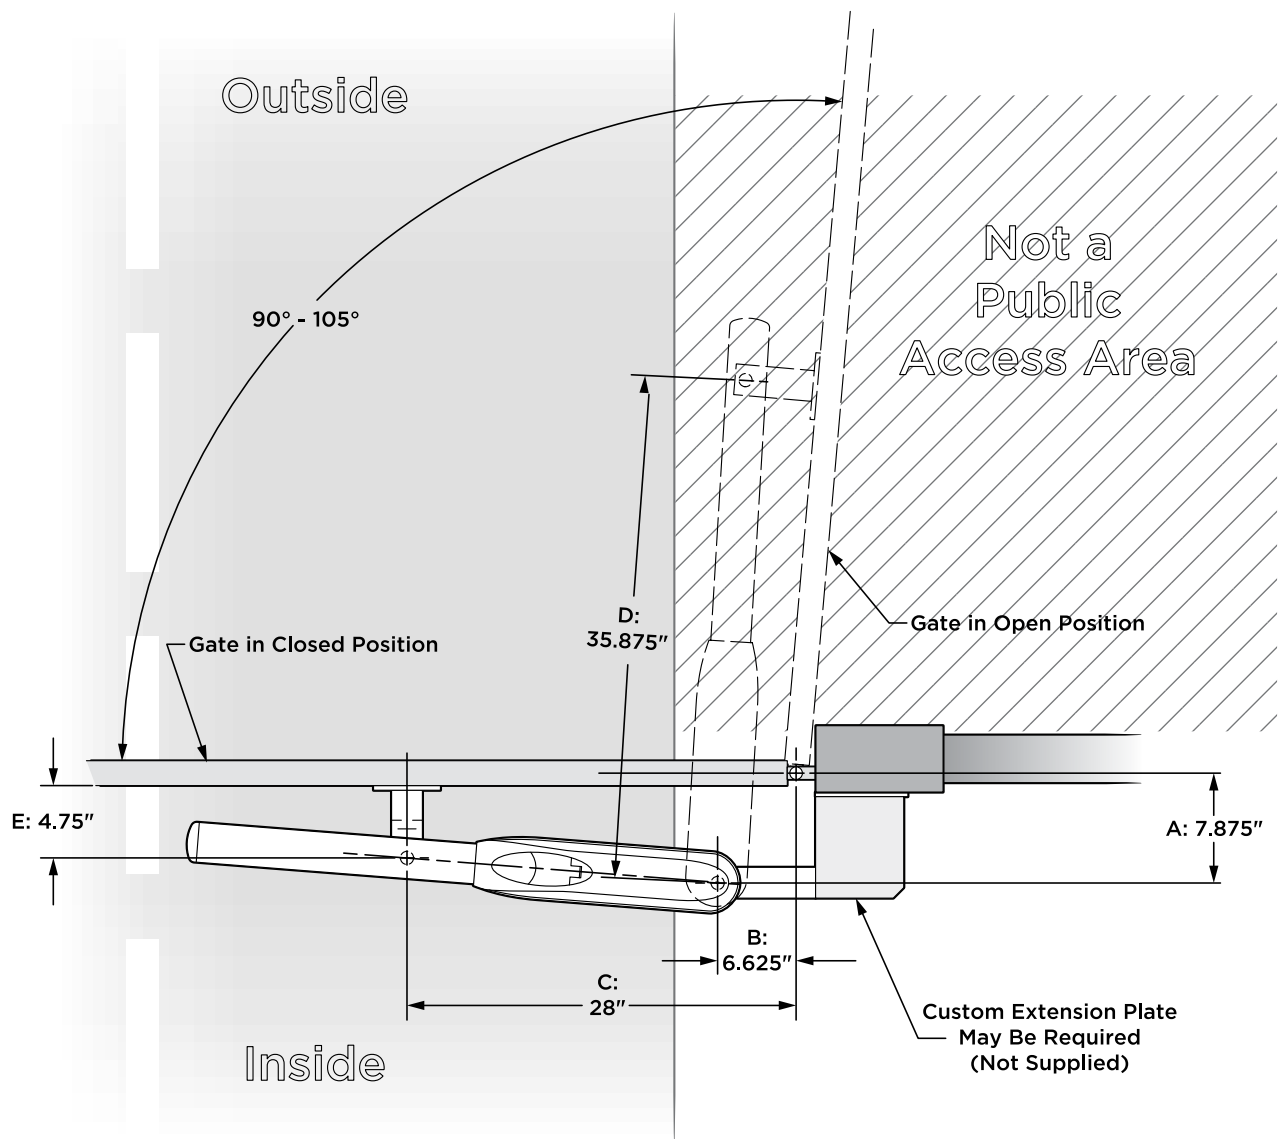 Outside
Not a
Public
Access Area
90° - 105°
D:
35.875"
Gate in Open Position
Gate in Closed Position
E: 4.75"
A: 7.875"
B:
6.625"
C:
28"
Custom Extension Plate
May Be Required
(Not Supplied)
Inside